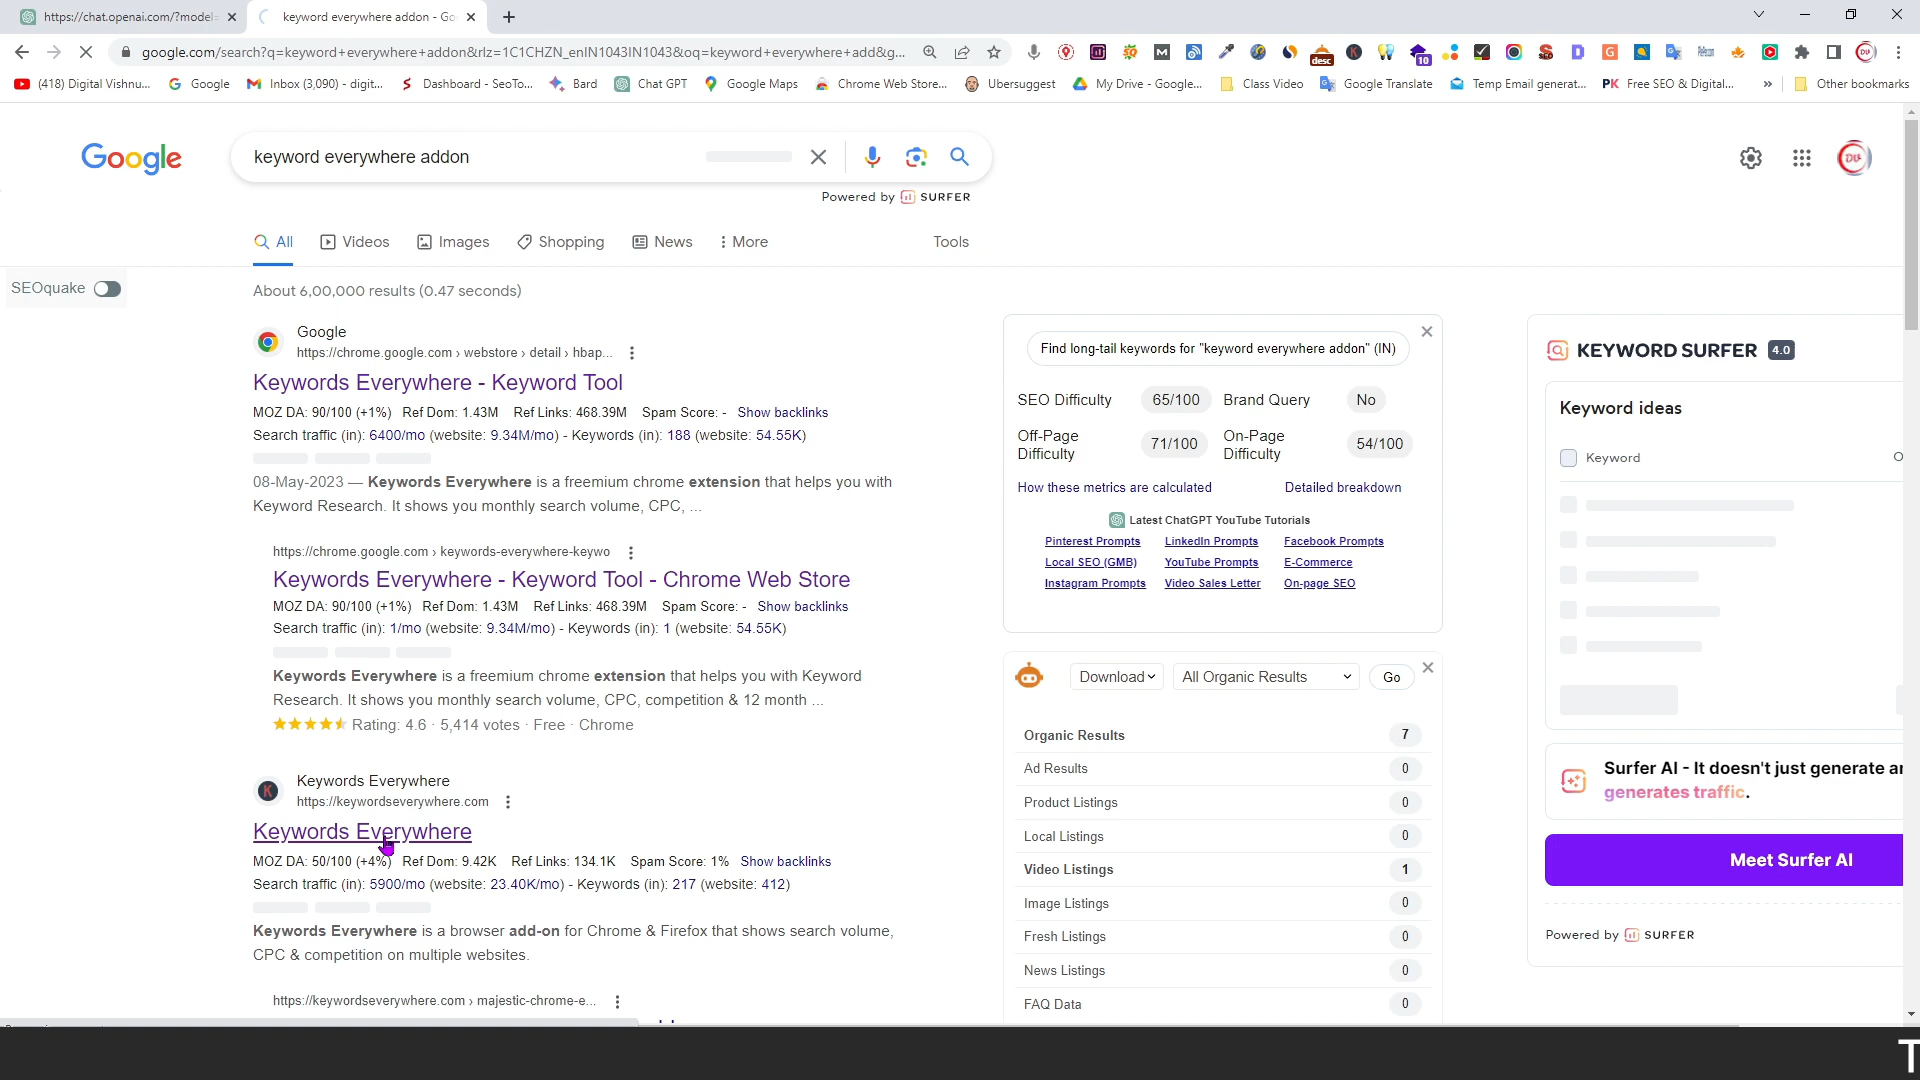 https://chat.openai.com/?model=
keyword everywhere addon - Go
google.com/search?q=keyword+everywhere+addon&rlz=1C1CHZN_enIN1043IN1043&oq=keyword+everywhere+add&g...
desc
10
(418) Digital Vishnu...
Google
Inbox (3,090) - digit...
Dashboard - SeoTo...
Bard
Chat GPT
Google Maps
Chrome Web Store...
Ubersuggest
My Drive - Google...
Class Video
Google Translate
Temp Email generat...
PK Free SEO & Digital...
»
Other bookmarks
Google
keyword everywhere addon
Powered by SURFER
All
Videos
Images
Shopping
News
More
Tools
SEOquake
About 6,00,000 results (0.47 seconds)
Google
https://chrome.google.com › webstore › detail › hbap...
Keywords Everywhere - Keyword Tool
MOZ DA: 90/100 (+1%) Ref Dom: 1.43M Ref Links: 468.39M Spam Score: - Show backlinks
Search traffic (in): 6400/mo (website: 9.34M/mo) - Keywords (in): 188 (website: 54.55K)
08-May-2023 — Keywords Everywhere is a freemium chrome extension that helps you with
Keyword Research. It shows you monthly search volume, CPC, ...
https://chrome.google.com › keywords-everywhere-keywo
Keywords Everywhere - Keyword Tool - Chrome Web Store
MOZ DA: 90/100 (+1%) Ref Dom: 1.43M Ref Links: 468.39M Spam Score: - Show backlinks
Search traffic (in): 1/mo (website: 9.34M/mo) - Keywords (in): 1 (website: 54.55K)
Keywords Everywhere is a freemium chrome extension that helps you with Keyword
Research. It shows you monthly search volume, CPC, competition & 12 month ...
Rating: 4.6 · 5,414 votes · Free · Chrome
K
Keywords Everywhere
https://keywordseverywhere.com
Keywords Everywhere
MOZ DA: 50/100 (+4%) Ref Dom: 9.42K Ref Links: 134.1K Spam Score: 1% Show backlinks
Search traffic (in): 5900/mo (website: 23.40K/mo) - Keywords (in): 217 (website: 412)
Keywords Everywhere is a browser add-on for Chrome & Firefox that shows search volume,
CPC & competition on multiple websites.
https://keywordseverywhere.com › majestic-chrome-e...
Find long-tail keywords for "keyword everywhere addon" (IN)
SEO Difficulty 65/100 Brand Query No
Off-Page Difficulty 71/100 On-Page Difficulty 54/100
How these metrics are calculated Detailed breakdown
Latest ChatGPT YouTube Tutorials
Pinterest Prompts LinkedIn Prompts Facebook Prompts
Local SEO (GMB) YouTube Prompts E-Commerce
Instagram Prompts Video Sales Letter On-page SEO
Download All Organic Results Go
Organic Results 7
Ad Results 0
Product Listings 0
Local Listings 0
Video Listings 1
Image Listings 0
Fresh Listings 0
News Listings 0
FAQ Data 0
KEYWORD SURFER 4.0
Keyword ideas
Keyword
Surfer AI - It doesn't just generate
generates traffic.
Meet Surfer AI
Powered by SURFER
T